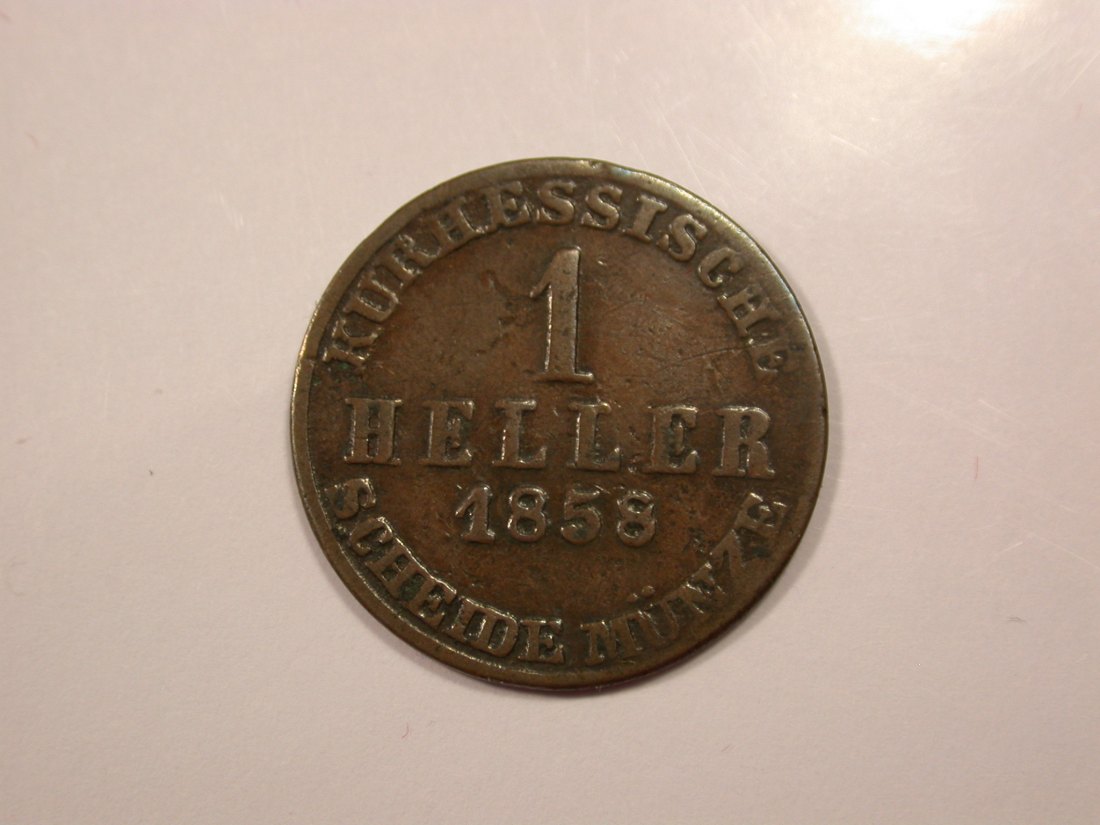 KURHESSISCHE
1
HELLER
1858
SCHEIDE MÜNZE